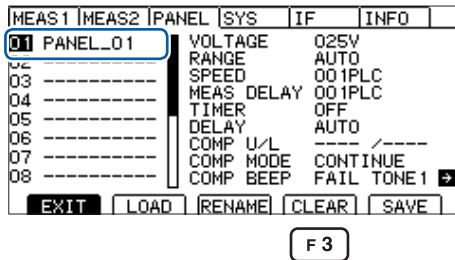 MEAS1 MEAS2 PANEL SYS IF INFO
01 PANEL_01
02
03 -----------
04 -----------
05 -----------
06 -----------
07 -----------
08 -----------
VOLTAGE 025V
RANGE AUTO
SPEED 001PLC
MEAS DELAY 001PLC
TIMER OFF
DELAY AUTO
COMP U/L ---- /----
COMP MODE CONTINUE
COMP BEEP FAIL TONE1
EXIT LOAD RENAME CLEAR SAVE
F3